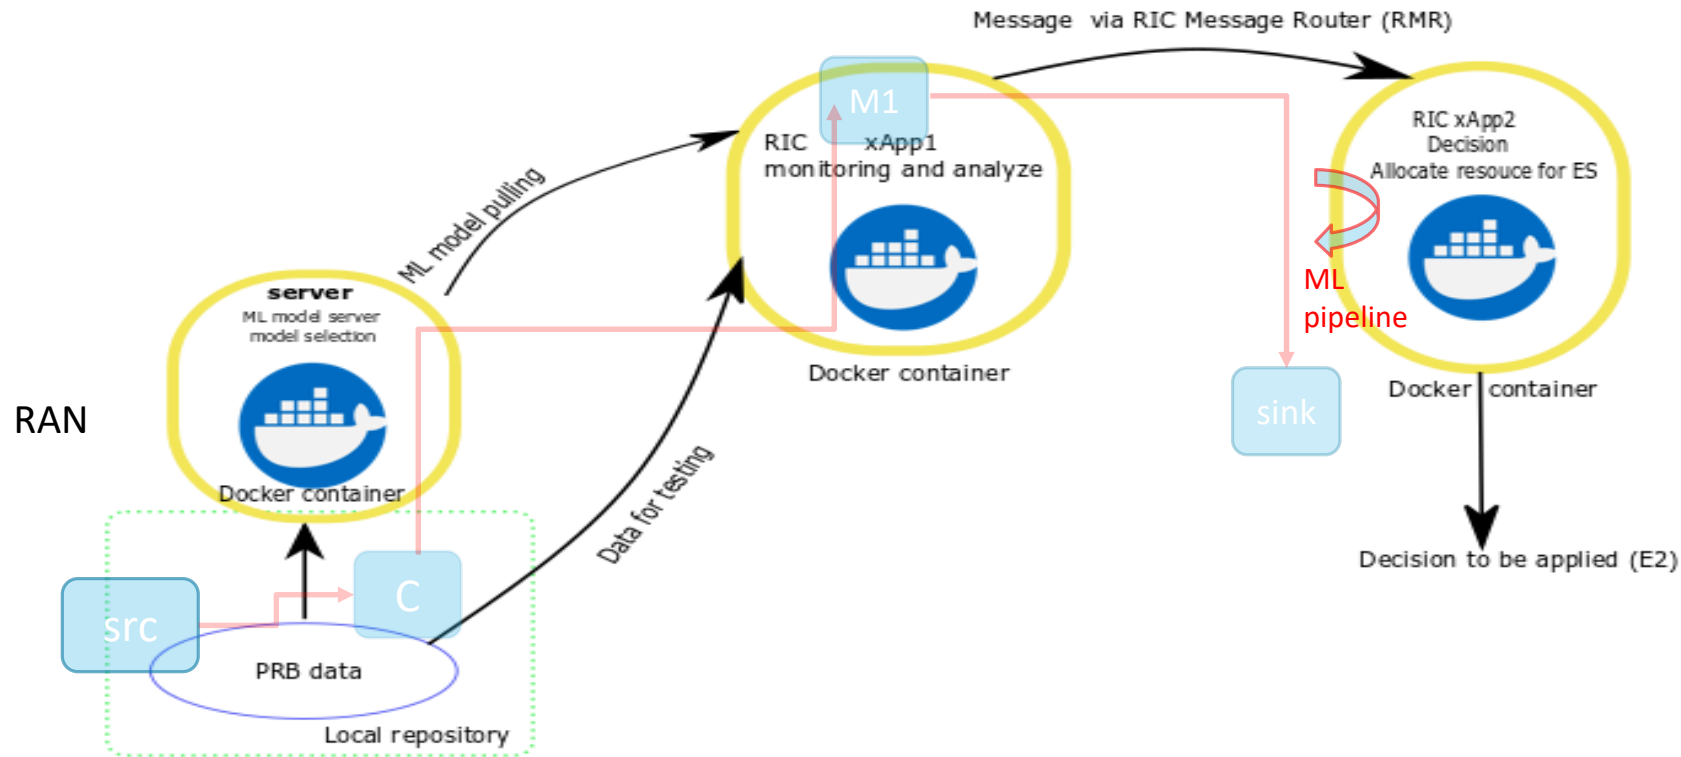 Message via RIC Message Router (RMR)
M1
RIC xApp1
monitoring and analyze
RIC xApp2
Decision
Allocate resouce for ES
ML model pulling
server
ML model server
model selection
ML
pipeline
Docker container
Docker container
sink
RAN
Docker container
Data for testing
Decision to be applied (E2)
C
src
PRB data
Local repository